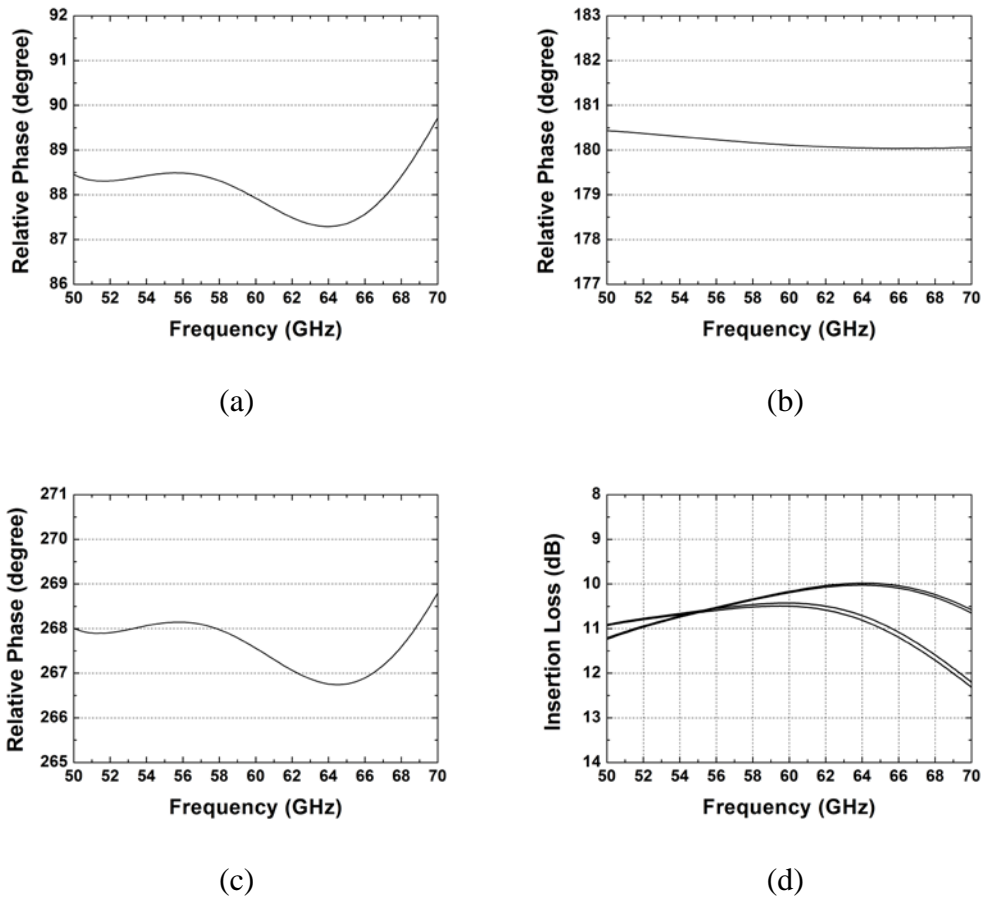 92
91
90
89
88
87
86
Relative Phase (degree)
50 52 54 56 58 60 62 64 66 68 70
Frequency (GHz)
(a)
183
182
181
180
179
178
177
Relative Phase (degree)
50 52 54 56 58 60 62 64 66 68 70
Frequency (GHz)
(b)
271
270
269
268
267
266
265
Relative Phase (degree)
50 52 54 56 58 60 62 64 66 68 70
Frequency (GHz)
(c)
8
9
10
11
12
13
14
Insertion Loss (dB)
50 52 54 56 58 60 62 64 66 68 70
Frequency (GHz)
(d)